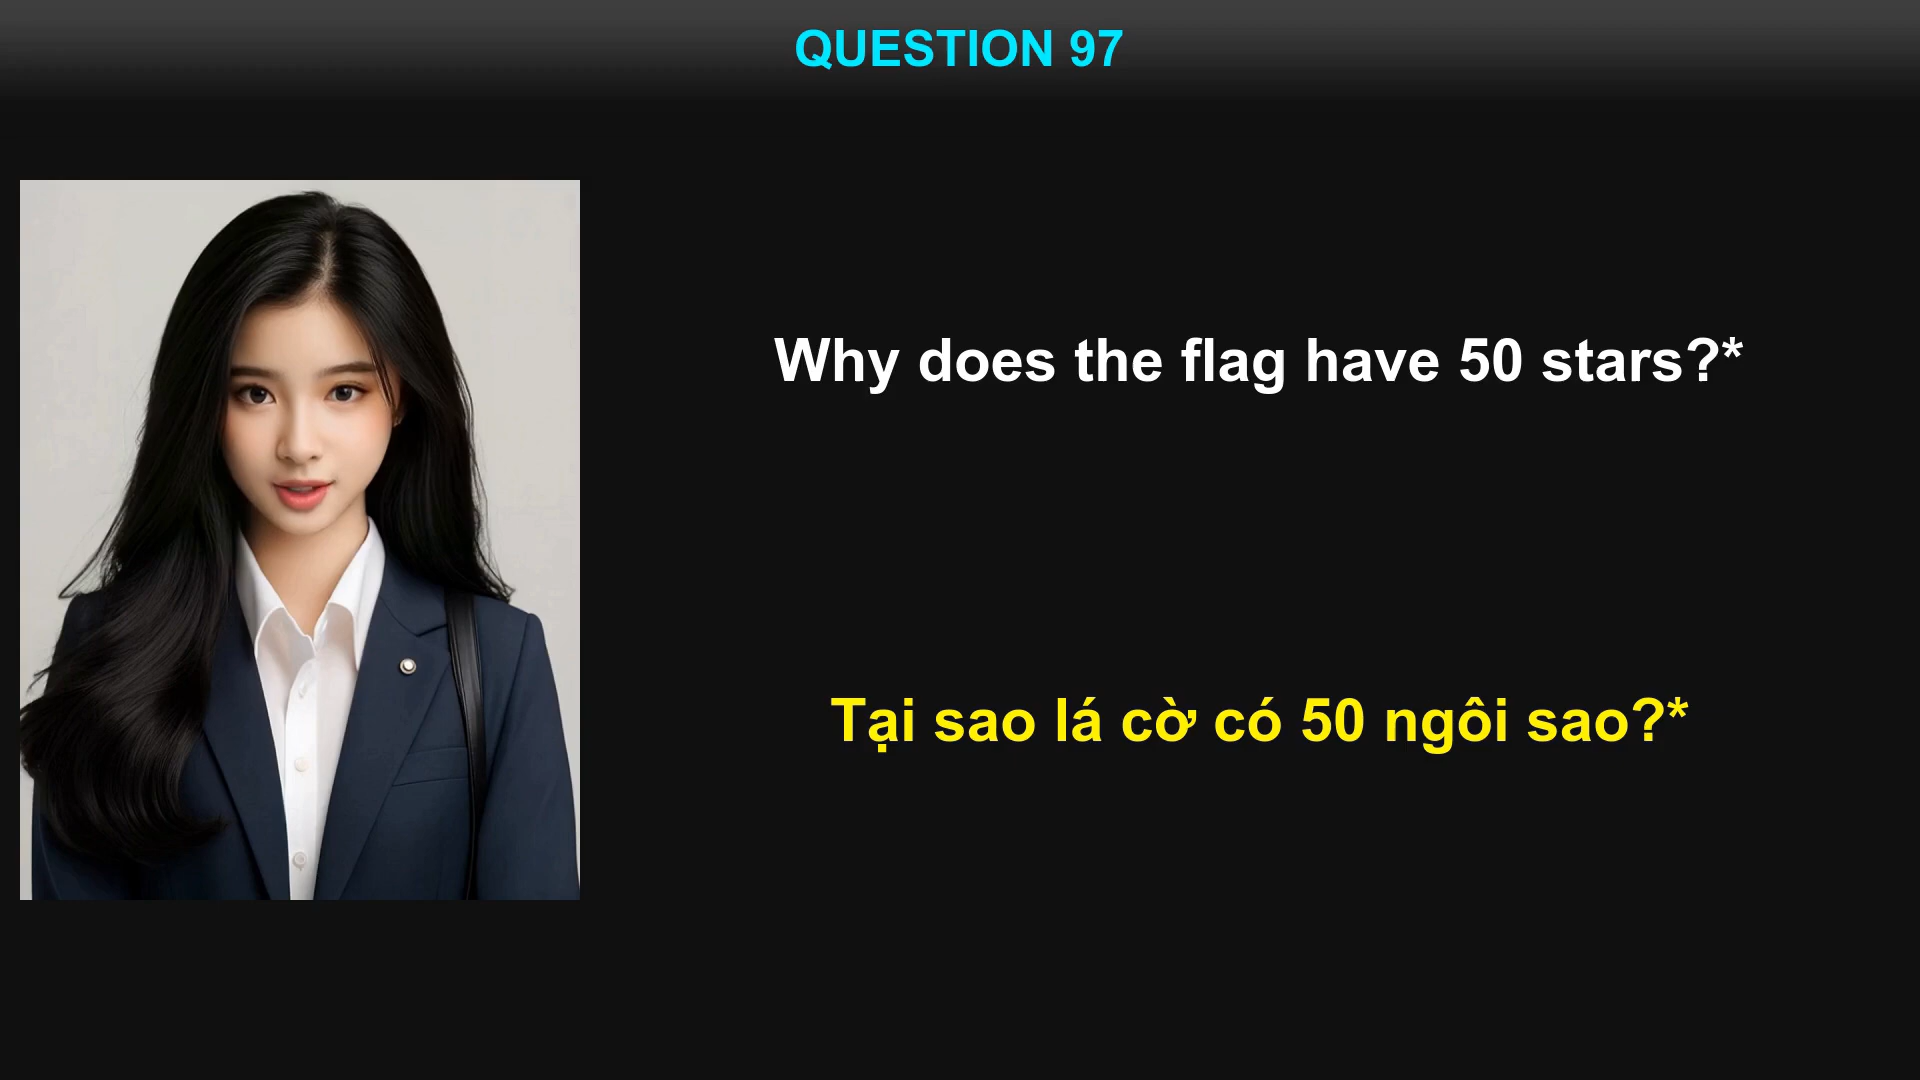 QUESTION 97
Why does the flag have 50 stars?*
Tại sao lá cờ có 50 ngôi sao?*